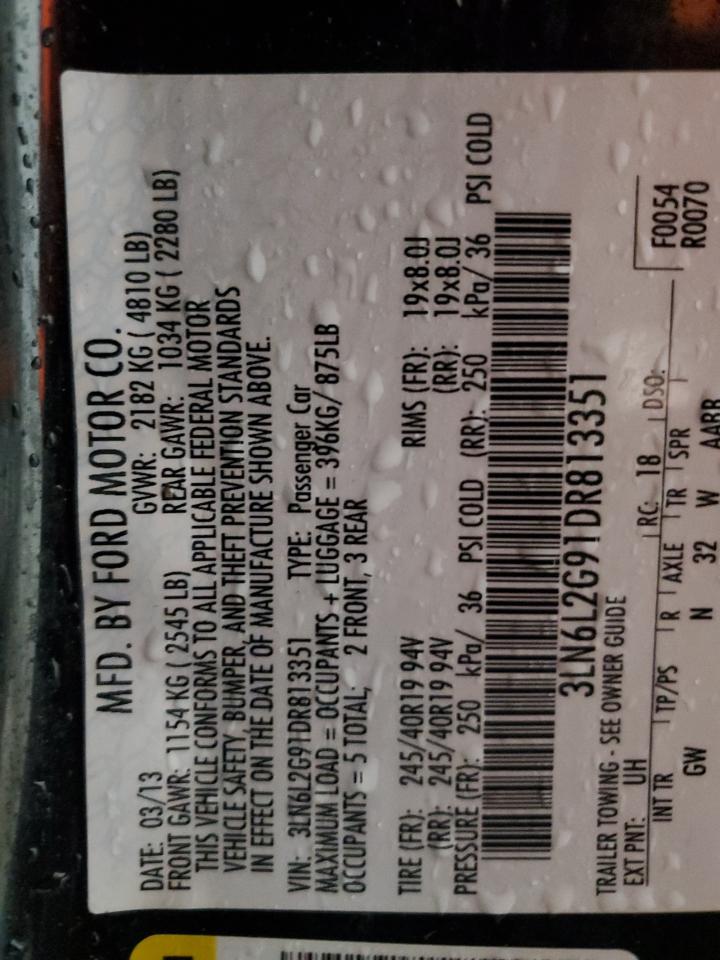 MFD. BY FORD MOTOR CO.
DATE: 03/13 GVWR: 2182 KG ( 4810 LB)
FRONT GAWR: 1154 KG ( 2545 LB) REAR GAWR: 1034 KG ( 2280 LB)
THIS VEHICLE CONFORMS TO ALL APPLICABLE FEDERAL MOTOR
VEHICLE SAFETY, BUMPER, AND THEFT PREVENTION STANDARDS
IN EFFECT ON THE DATE OF MANUFACTURE SHOWN ABOVE.
VIN: 3LN6L2G91DR813351 TYPE: Passenger Car
MAXIMUM LOAD = OCCUPANTS + LUGGAGE = 396KG/ 875LB
OCCUPANTS = 5 TOTAL; 2 FRONT, 3 REAR
TIRE (FR): 245/40R19 94V RIMS (FR): 19x8.0J
(RR): 245/40R19 94V (RR): 19x8.0J
PRESSURE (FR): 250 kPa/ 36 PSI COLD (RR): 250 kPa/ 36 PSI COLD
3LN6L2G91DR813351
TRAILER TOWING - SEE OWNER GUIDE
EXT PNT: UH RC: 18 DSO: F0054
INT TR TP/PS R AXLE TR SPR R0070
GW N 32 W AABB